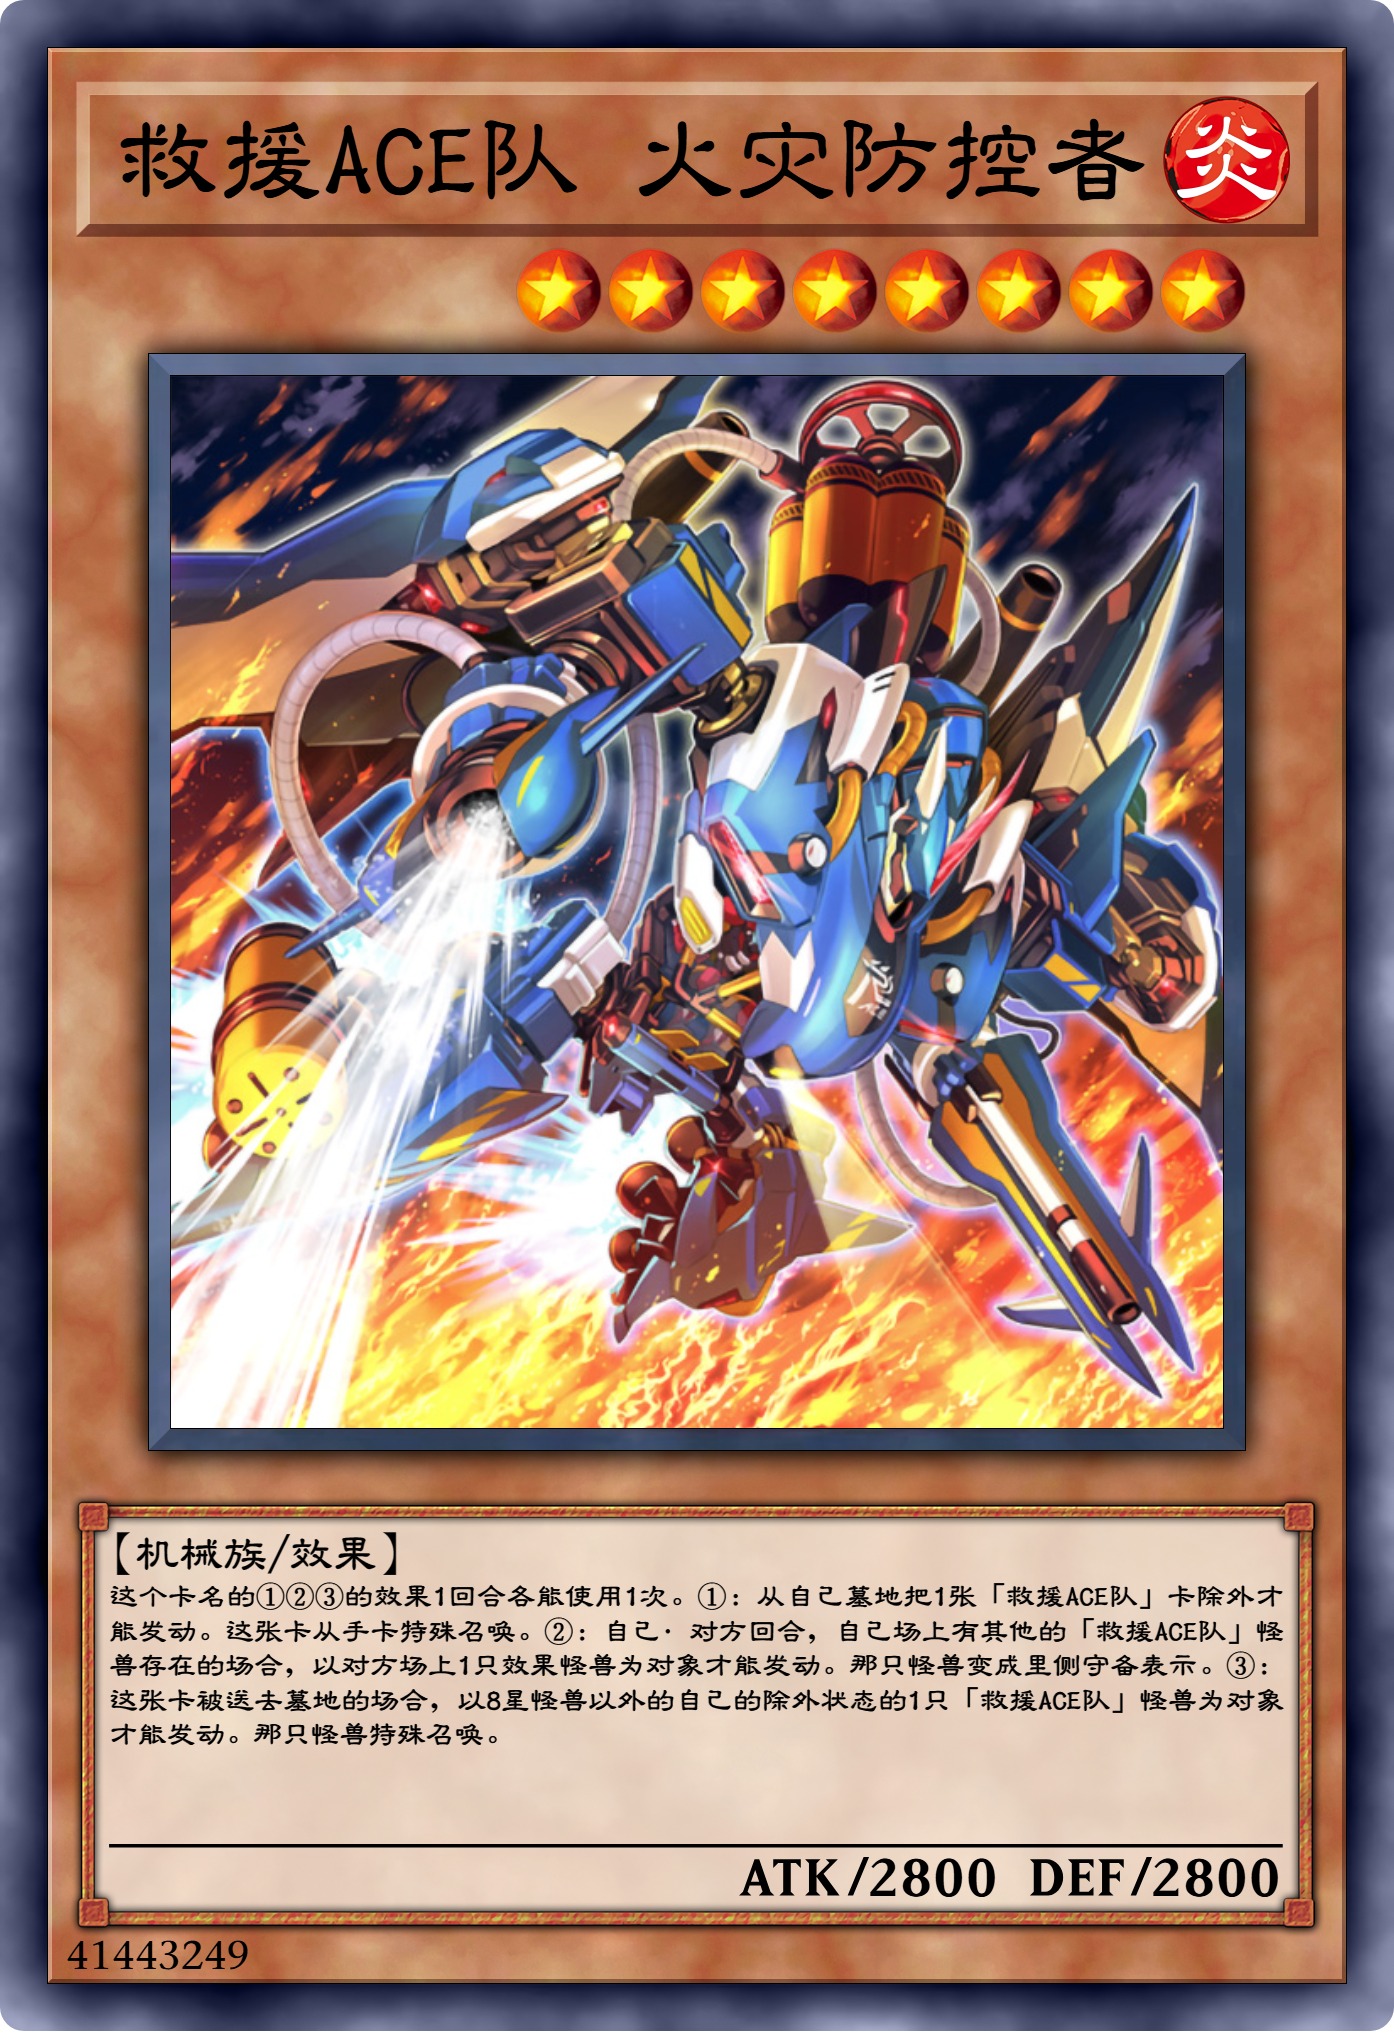 救援ACE队 火灾防控者 炎
【机械族/效果】
这个卡名的①②③的效果1回合各能使用1次。①：从自己墓地把1张「救援ACE队」卡除外才
能发动。这张卡从手卡特殊召唤。②：自己·对方回合，自己场上有其他的「救援ACE队」怪
兽存在的场合，以对方场上1只效果怪兽为对象才能发动。那只怪兽变成里侧守备表示。③：
这张卡被送去墓地的场合，以8星怪兽以外的自己的除外状态的1只「救援ACE队」怪兽为对象
才能发动。那只怪兽特殊召唤。
ATK/2800 DEF/2800
41443249